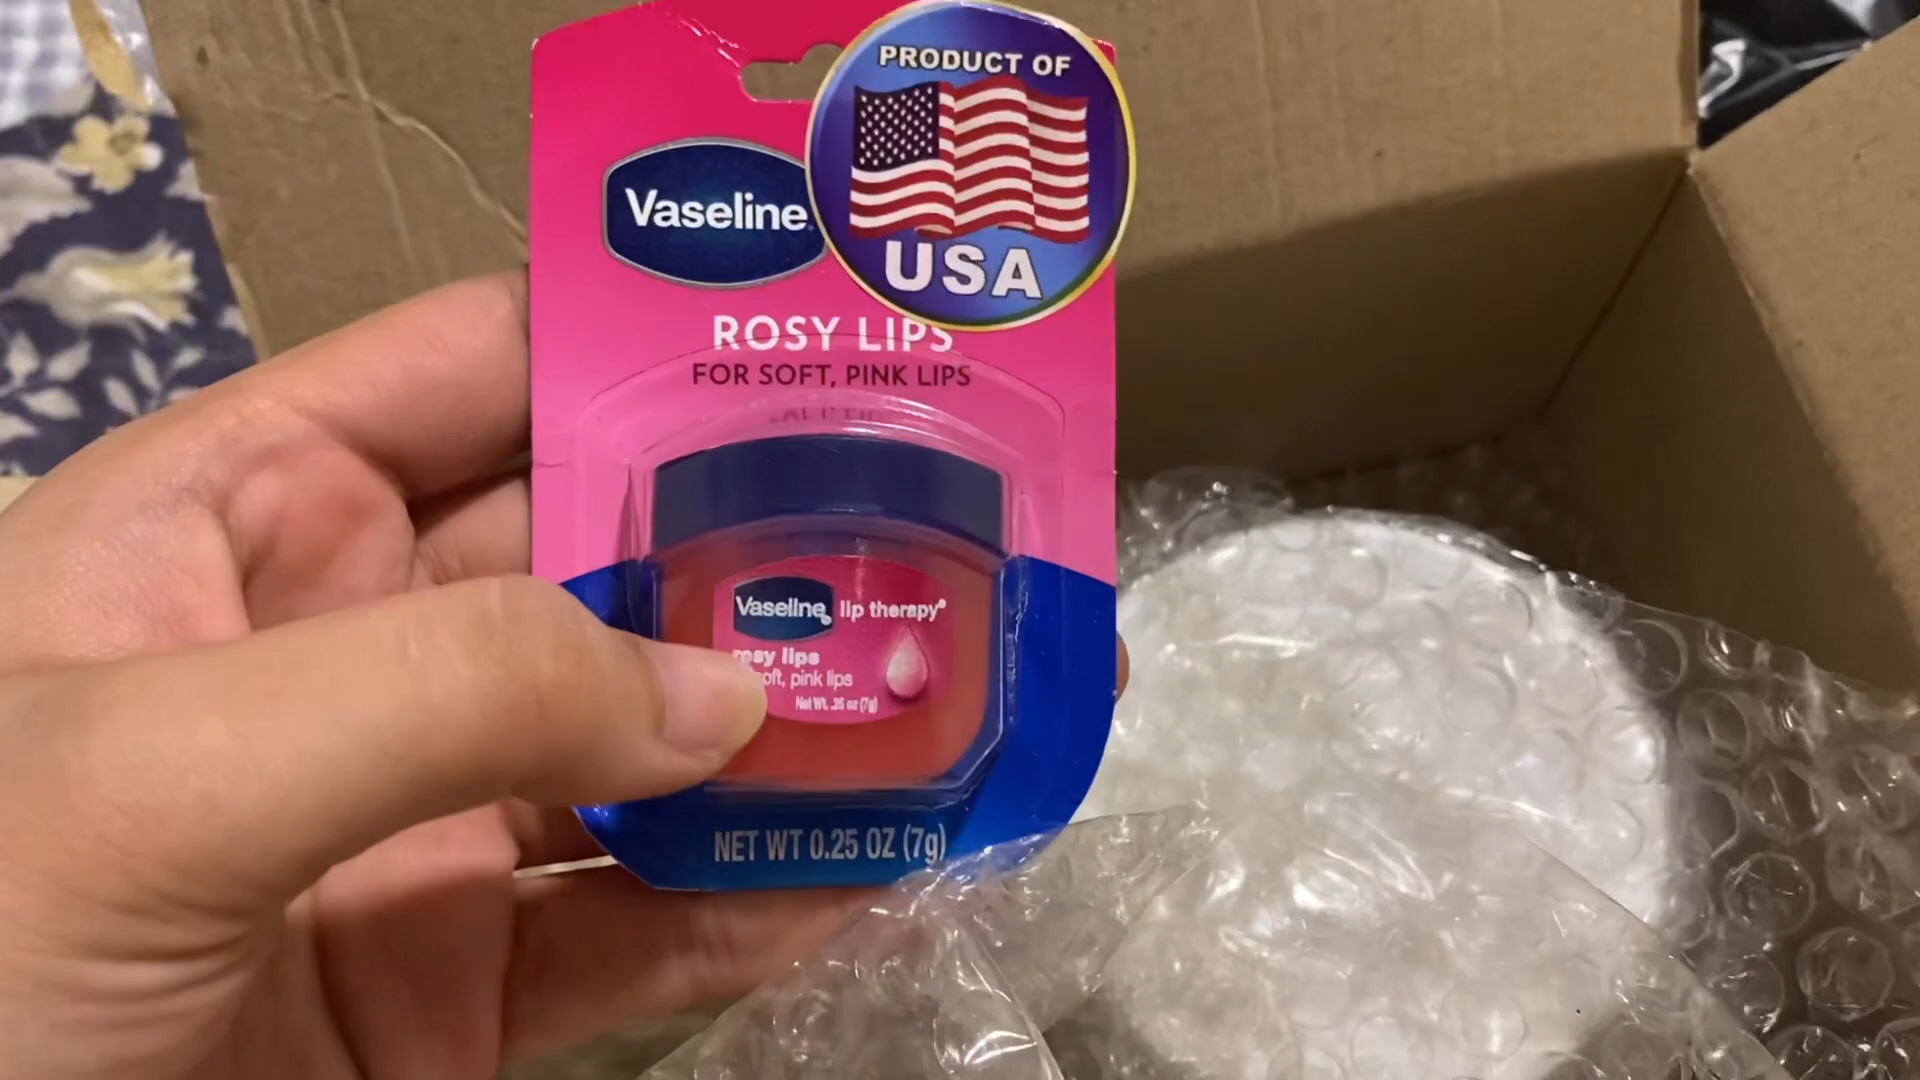 PRODUCT OF
USA
Vaseline
ROSY LIPS
FOR SOFT, PINK LIPS
Vaseline lip therapy®
rosy lips
soft, pink lips
Net Wt. .25 oz (7g)
NET WT 0.25 OZ (7g)